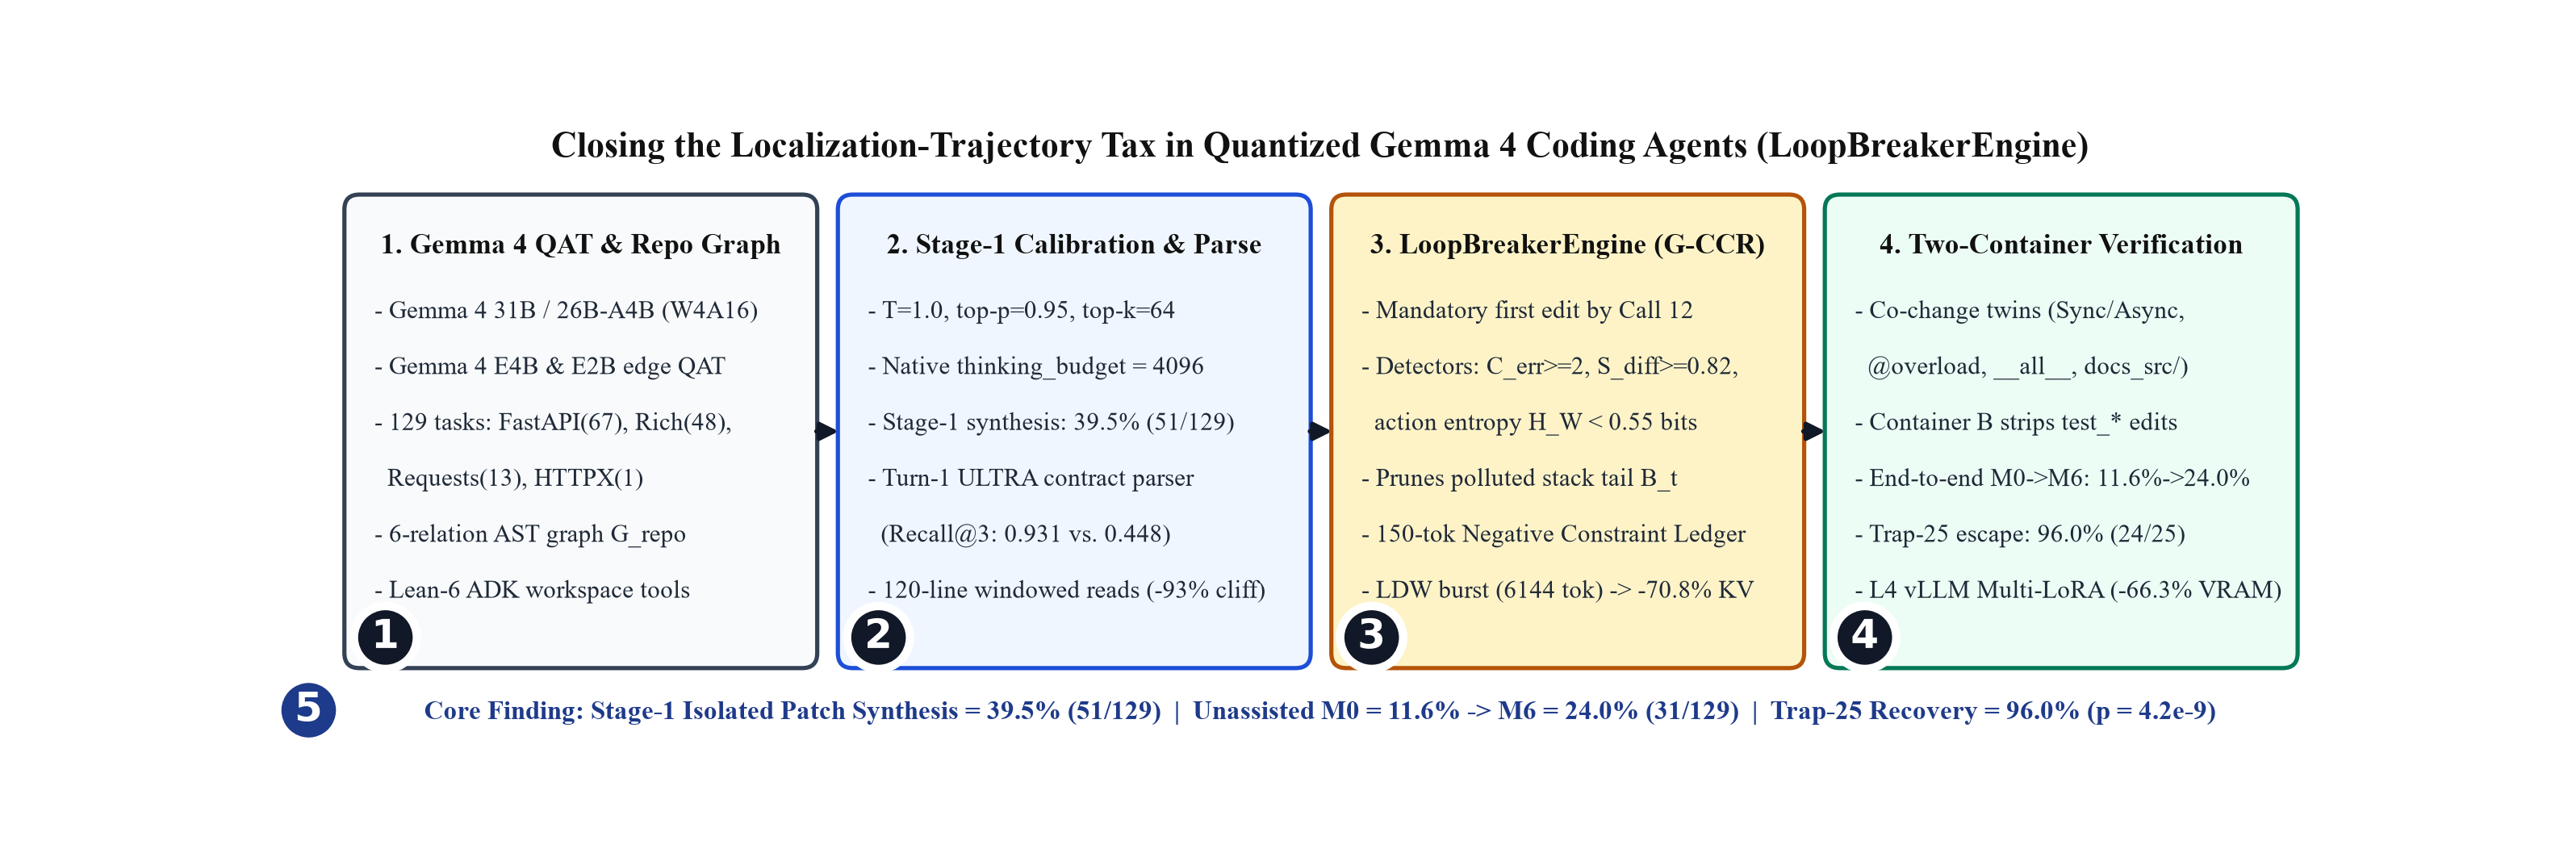 Closing the Localization-Trajectory Tax in Quantized Gemma 4 Coding Agents (LoopBreakerEngine)
1. Gemma 4 QAT & Repo Graph
- Gemma 4 31B / 26B-A4B (W4A16)
- Gemma 4 E4B & E2B edge QAT
- 129 tasks: FastAPI(67), Rich(48),
Requests(13), HTTPX(1)
- 6-relation AST graph G_repo
- Lean-6 ADK workspace tools
1
2. Stage-1 Calibration & Parse
- T=1.0, top-p=0.95, top-k=64
- Native thinking_budget = 4096
- Stage-1 synthesis: 39.5% (51/129)
- Turn-1 ULTRA contract parser
(Recall@3: 0.931 vs. 0.448)
- 120-line windowed reads (-93% cliff)
2
3. LoopBreakerEngine (G-CCR)
- Mandatory first edit by Call 12
- Detectors: C_err>=2, S_diff>=0.82,
action entropy H_W < 0.55 bits
- Prunes polluted stack tail B_t
- 150-tok Negative Constraint Ledger
- LDW burst (6144 tok) -> -70.8% KV
3
4. Two-Container Verification
- Co-change twins (Sync/Async,
@overload, __all__, docs_src/)
- Container B strips test_* edits
- End-to-end M0->M6: 11.6%->24.0%
- Trap-25 escape: 96.0% (24/25)
- L4 vLLM Multi-LoRA (-66.3% VRAM)
4
5
Core Finding: Stage-1 Isolated Patch Synthesis = 39.5% (51/129) | Unassisted M0 = 11.6% -> M6 = 24.0% (31/129) | Trap-25 Recovery = 96.0% (p = 4.2e-9)